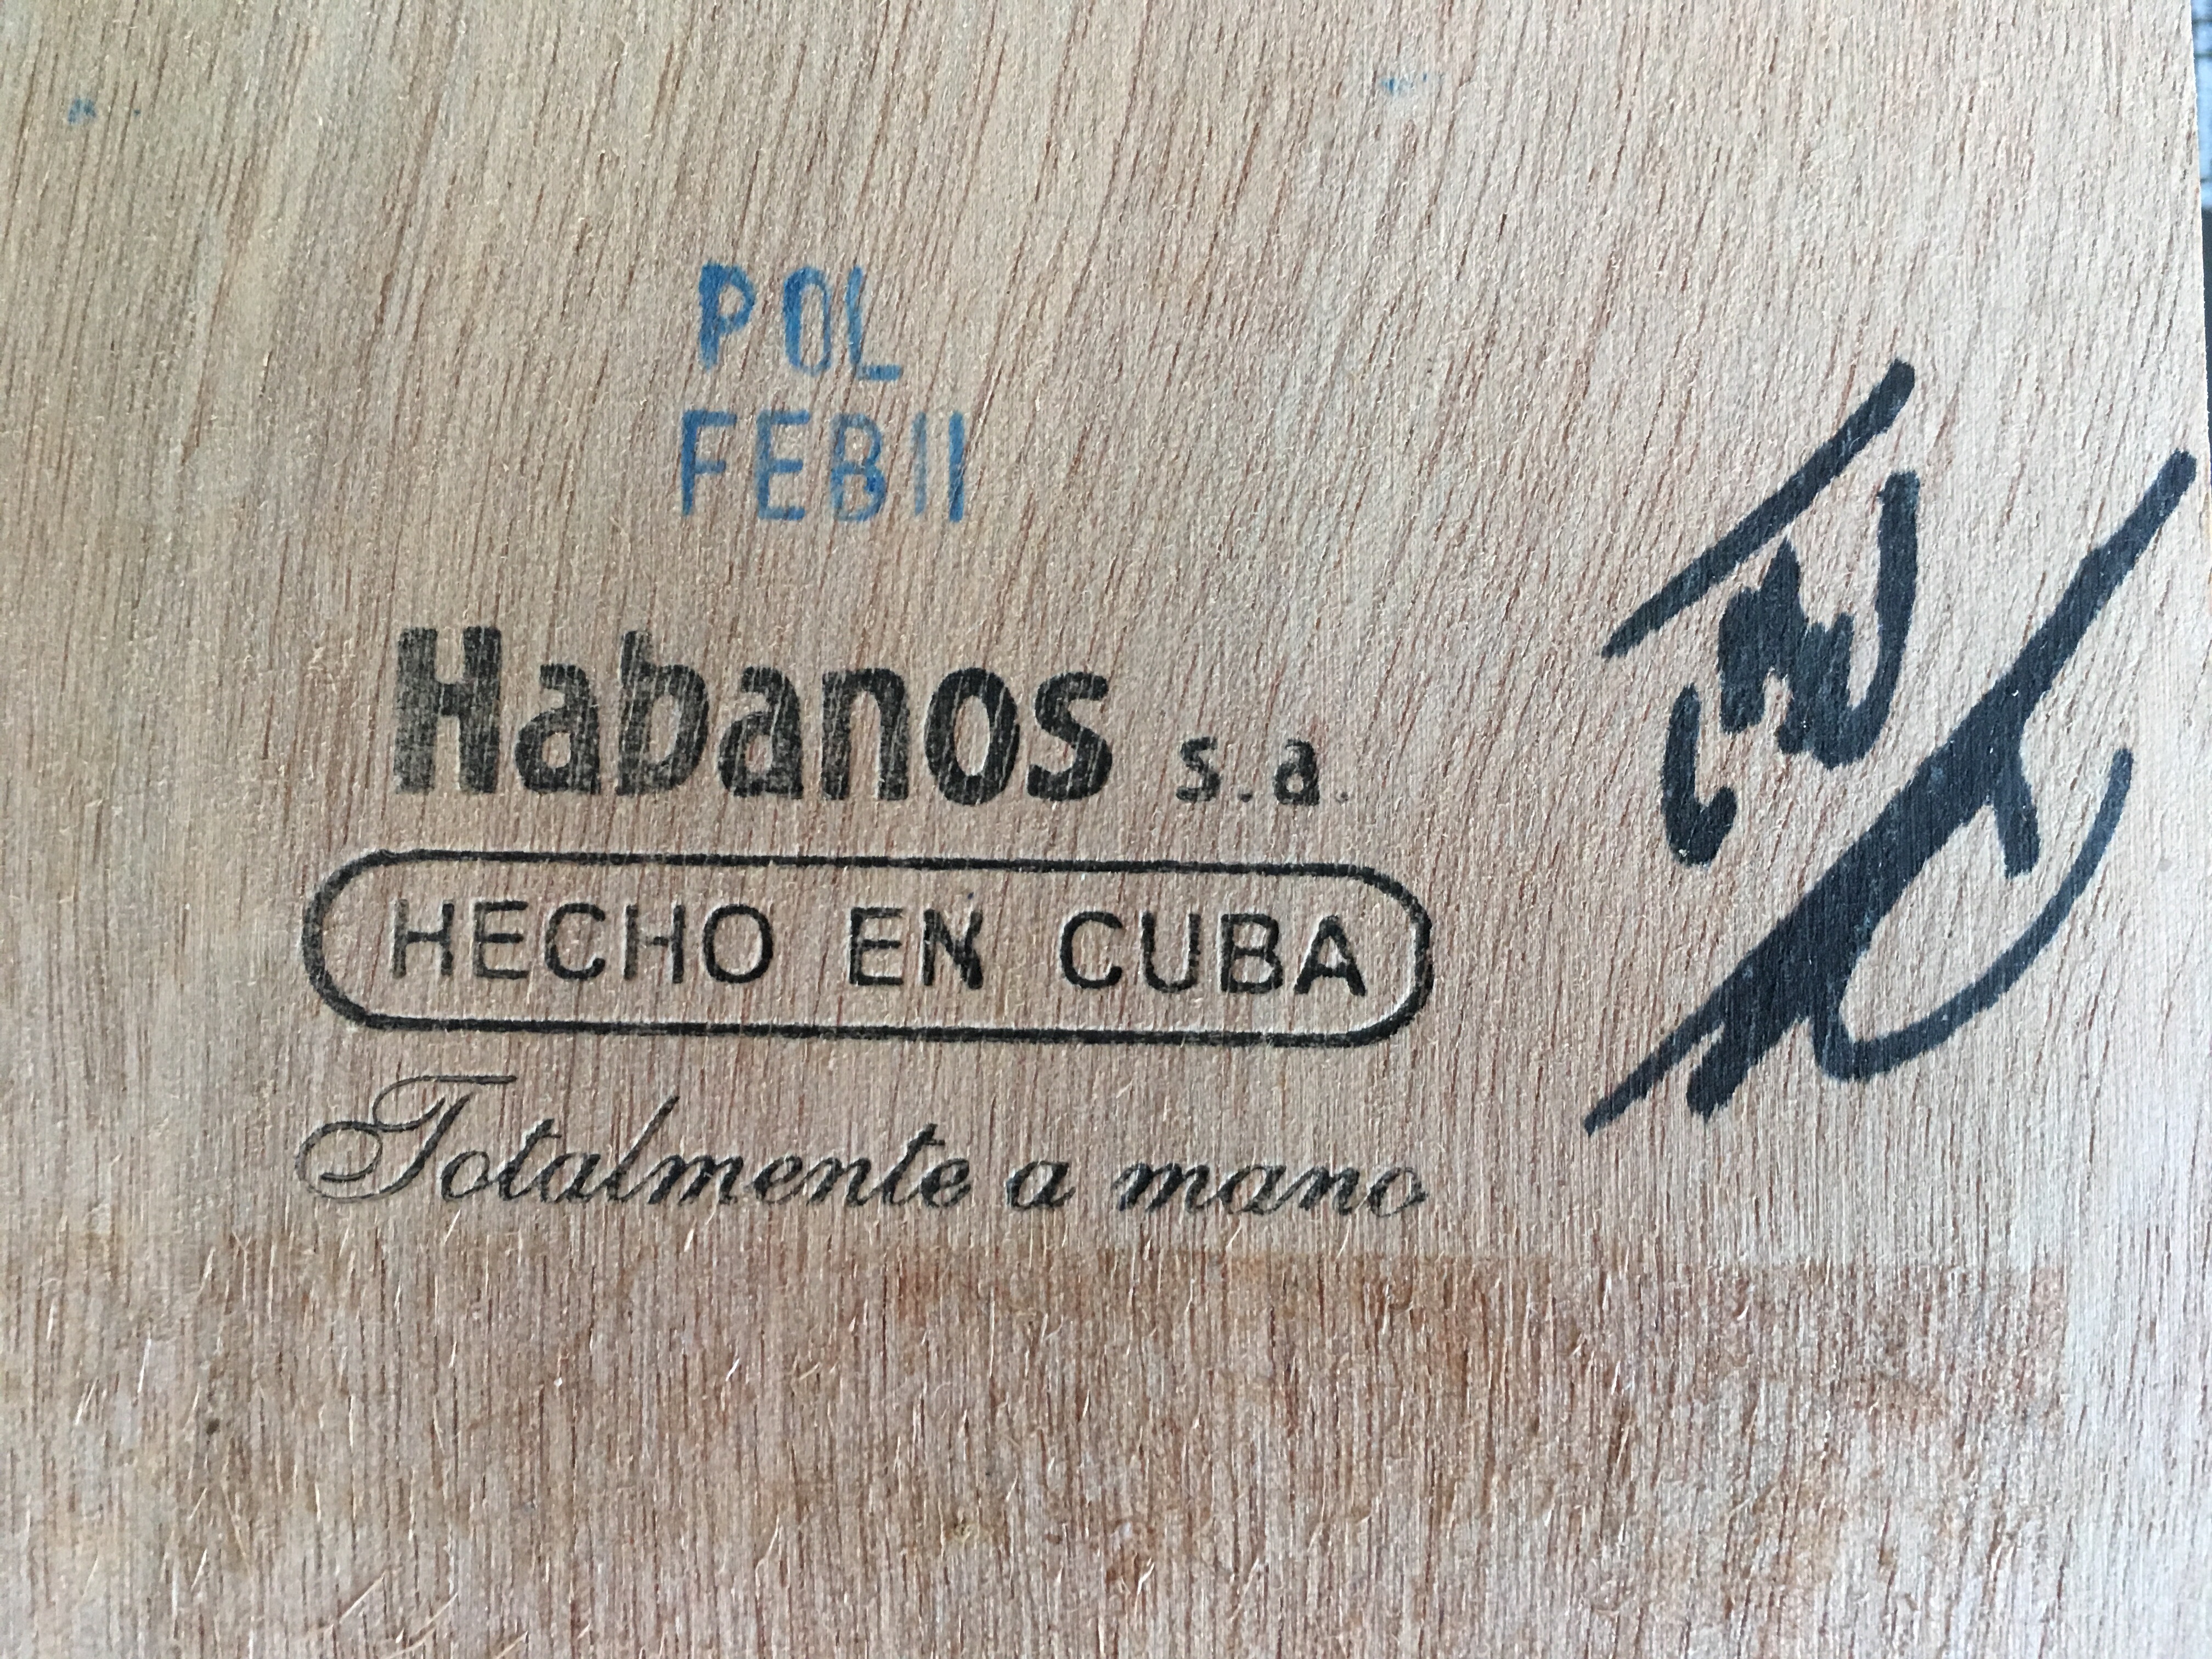 POL
FEB11
Habanos s.a.
HECHO EN CUBA
Totalmente a mano